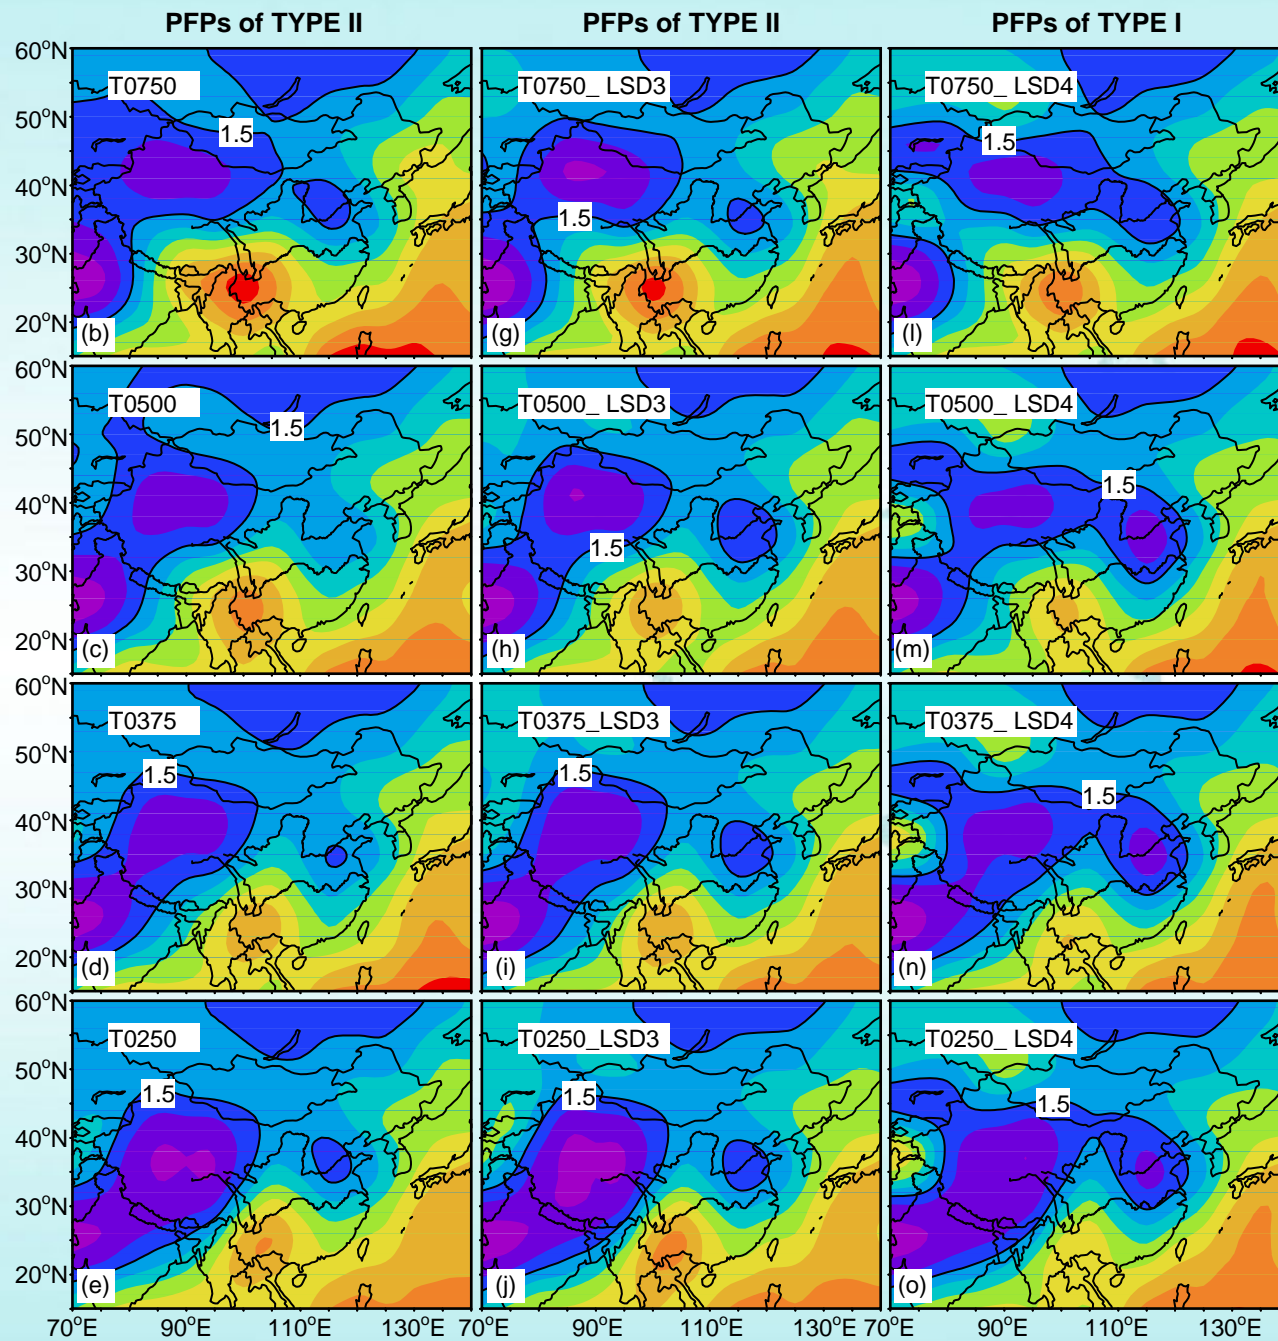 PFPs of TYPE II PFPs of TYPE II PFPs of TYPE I
60°N T0750 T0750_ LSD3 T0750_ LSD4
50°N 1.5 1.5
40°N
1.5
30°N
20°N (b) (g) (l)
60°N T0500 T0500_ LSD3 T0500_ LSD4
50°N 1.5
1.5
40°N
1.5
30°N
20°N (c) (h) (m)
60°N T0375 T0375_LSD3 T0375_ LSD4
50°N 1.5 1.5
1.5
40°N
30°N
20°N (d) (i) (n)
60°N T0250 T0250_LSD3 T0250_ LSD4
50°N 1.5 1.5 1.5
40°N
30°N
20°N (e) (j) (o)
70°E 90°E 110°E 130°E 70°E 90°E 110°E 130°E 70°E 90°E 110°E 130°E